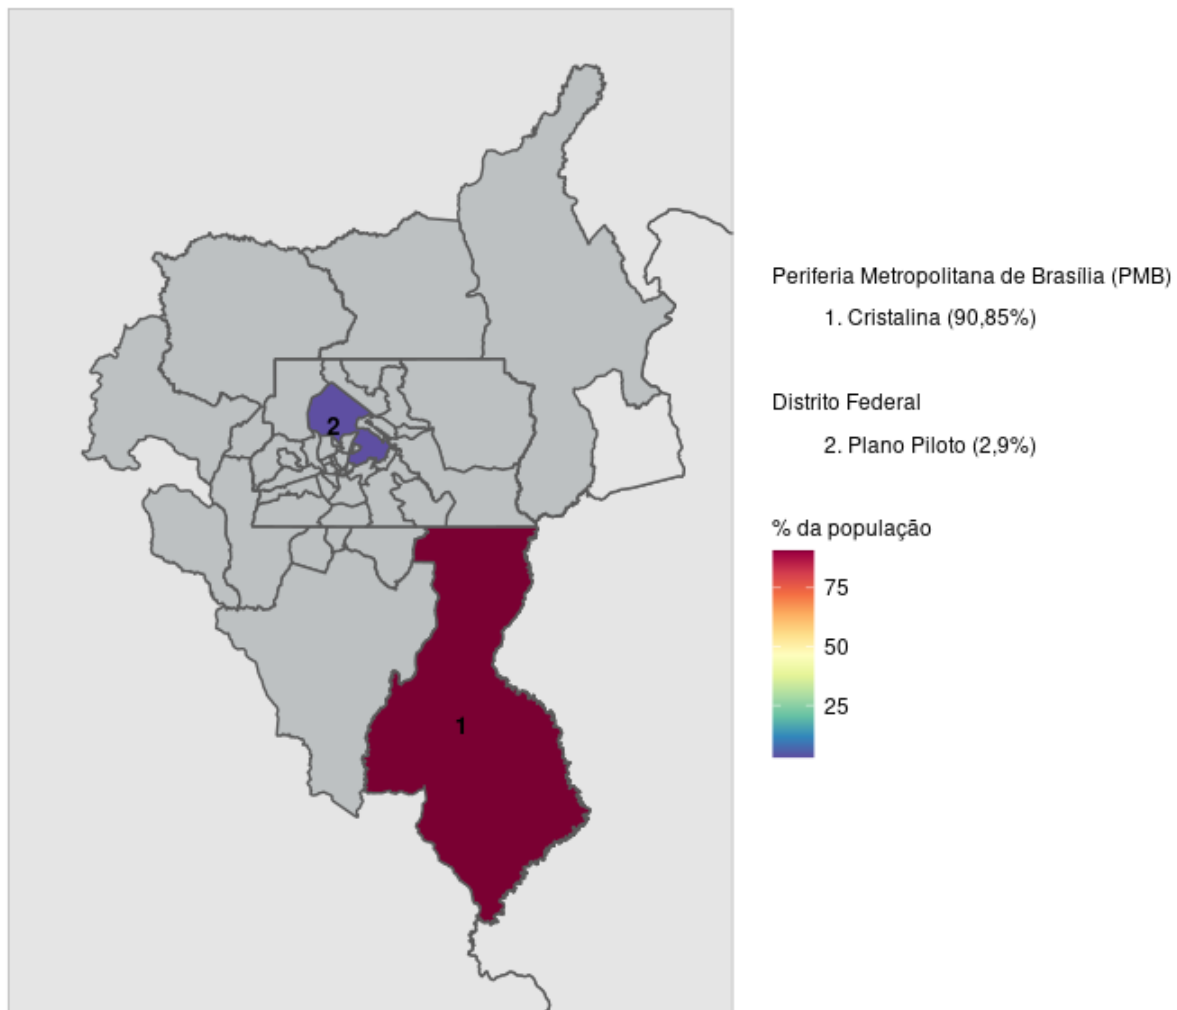 Periferia Metropolitana de Brasília (PMB)
1. Cristalina (90,85%)
Distrito Federal
2. Plano Piloto (2,9%)
% da população
75
50
25
2
1